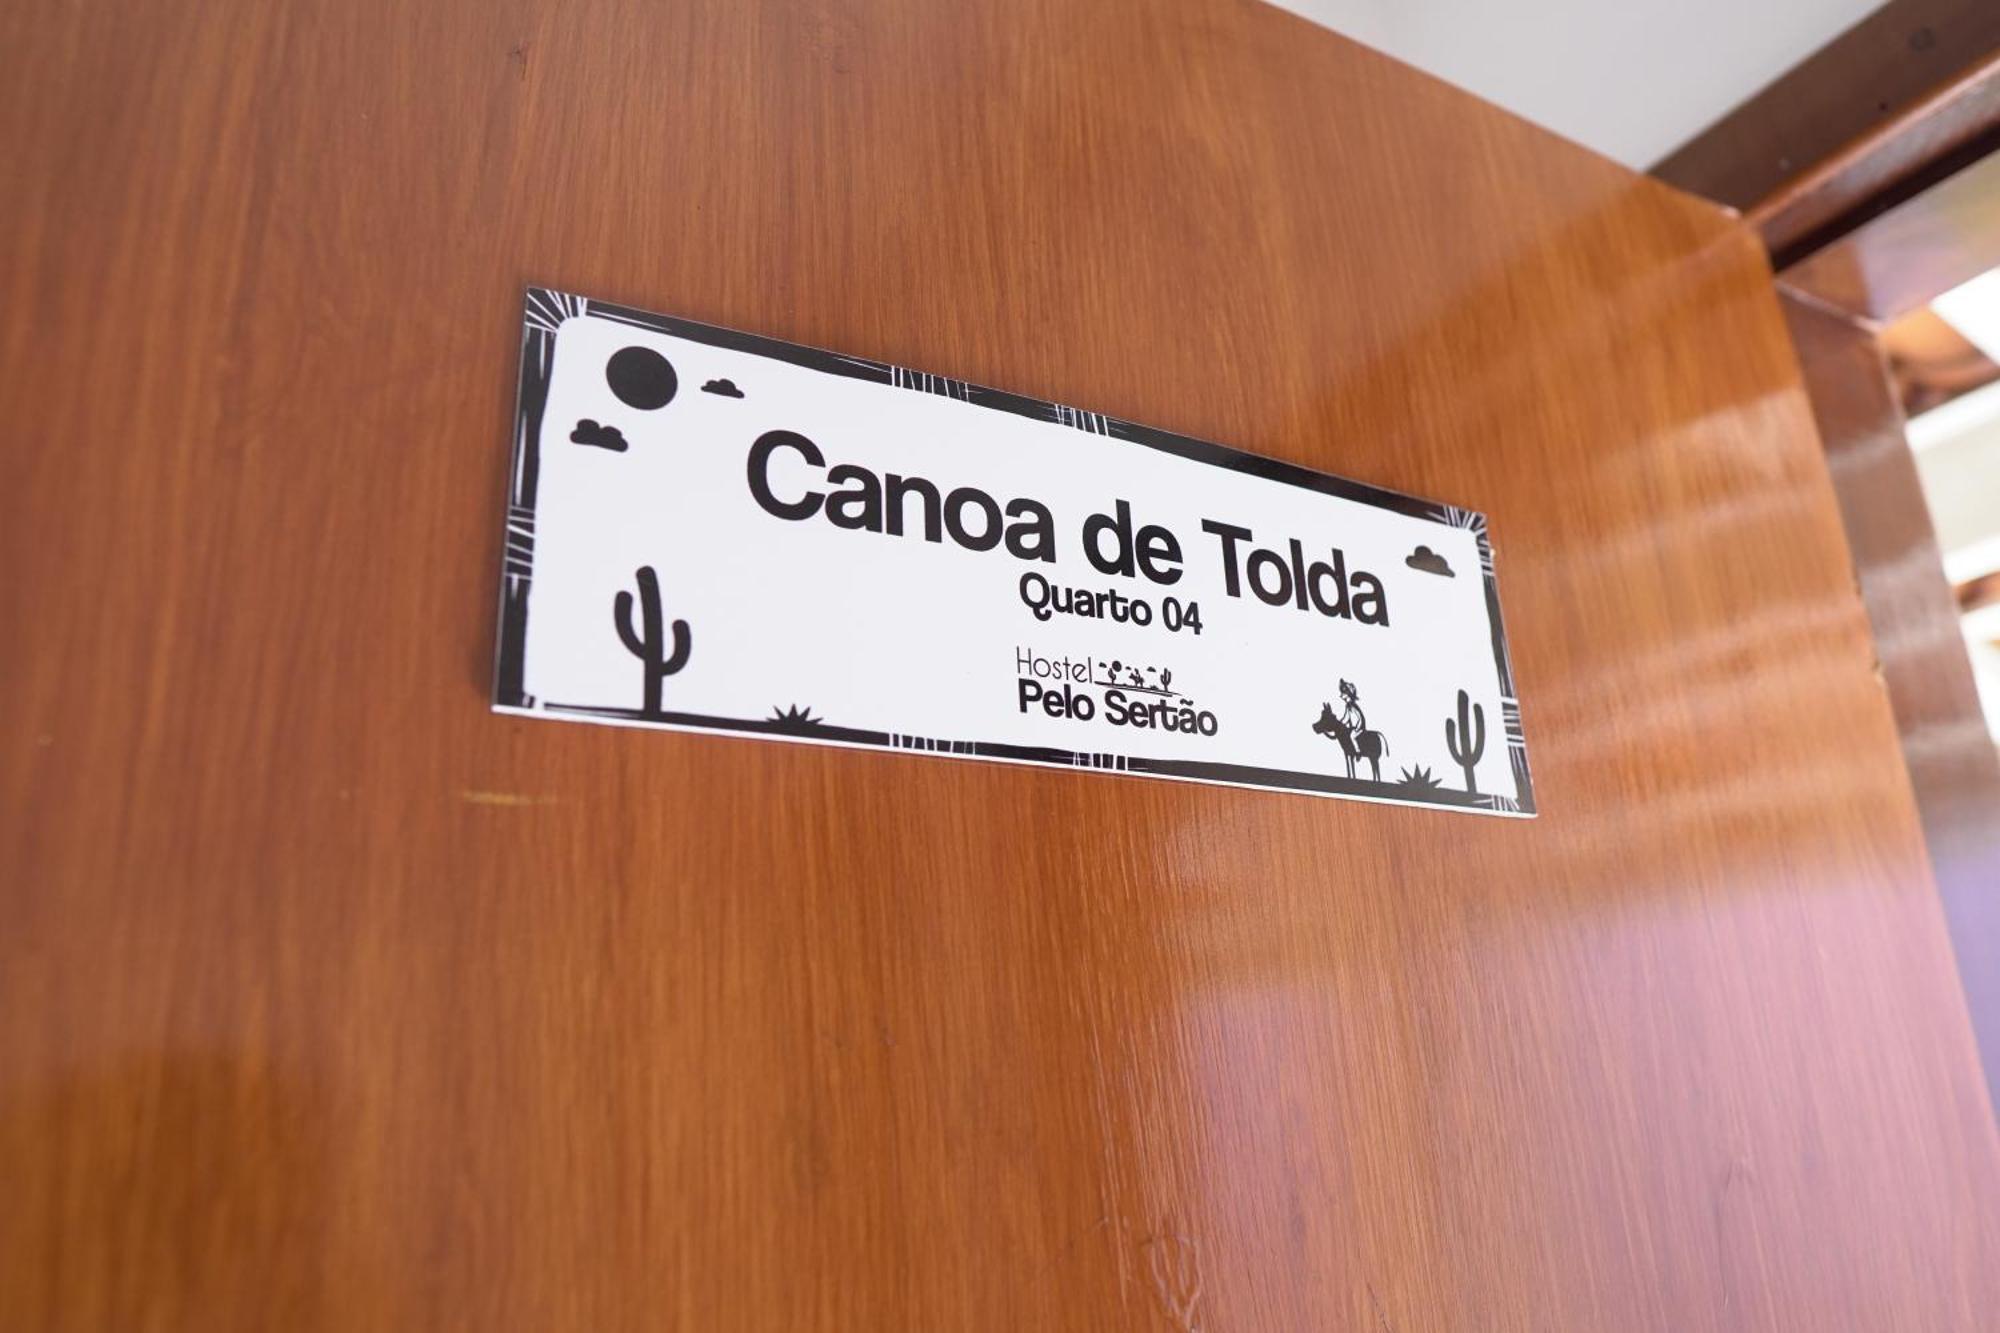 Canoa de Tolda
Quarto 04
Hostel
Pelo Sertão